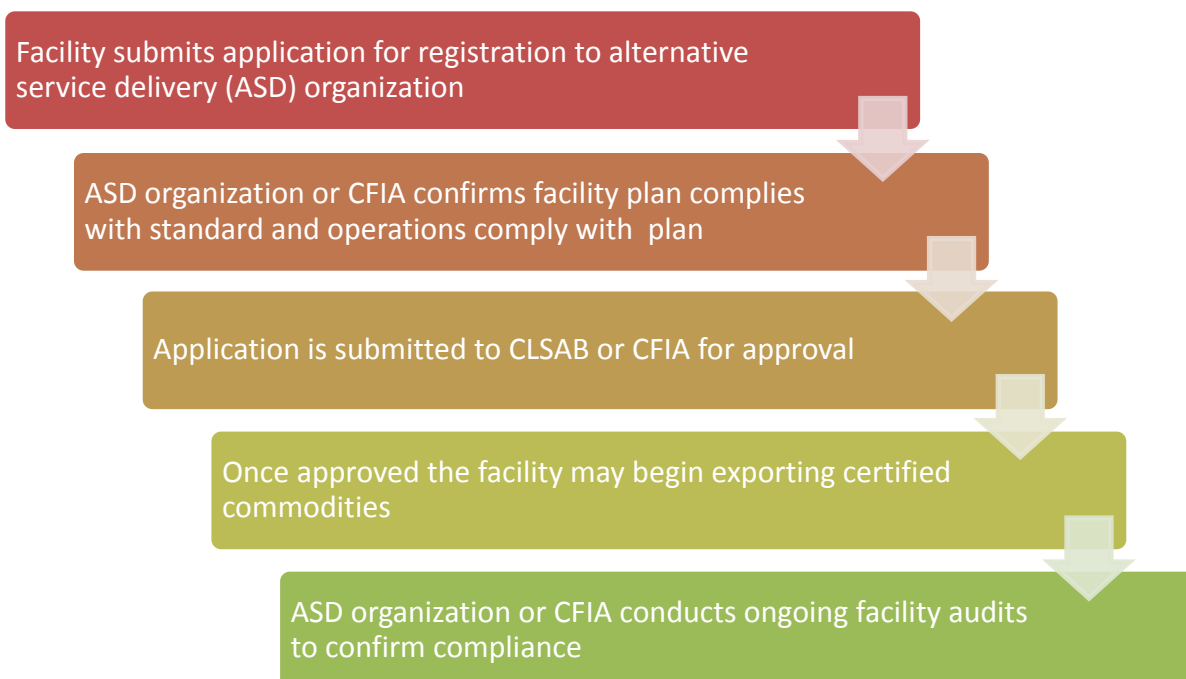 Facility submits application for registration to alternative
service delivery (ASD) organization
ASD organization or CFIA confirms facility plan complies
with standard and operations comply with  plan
Application is submitted to CLSAB or CFIA for approval
Once approved the facility may begin exporting certified
commodities
ASD organization or CFIA conducts ongoing facility audits
to confirm compliance